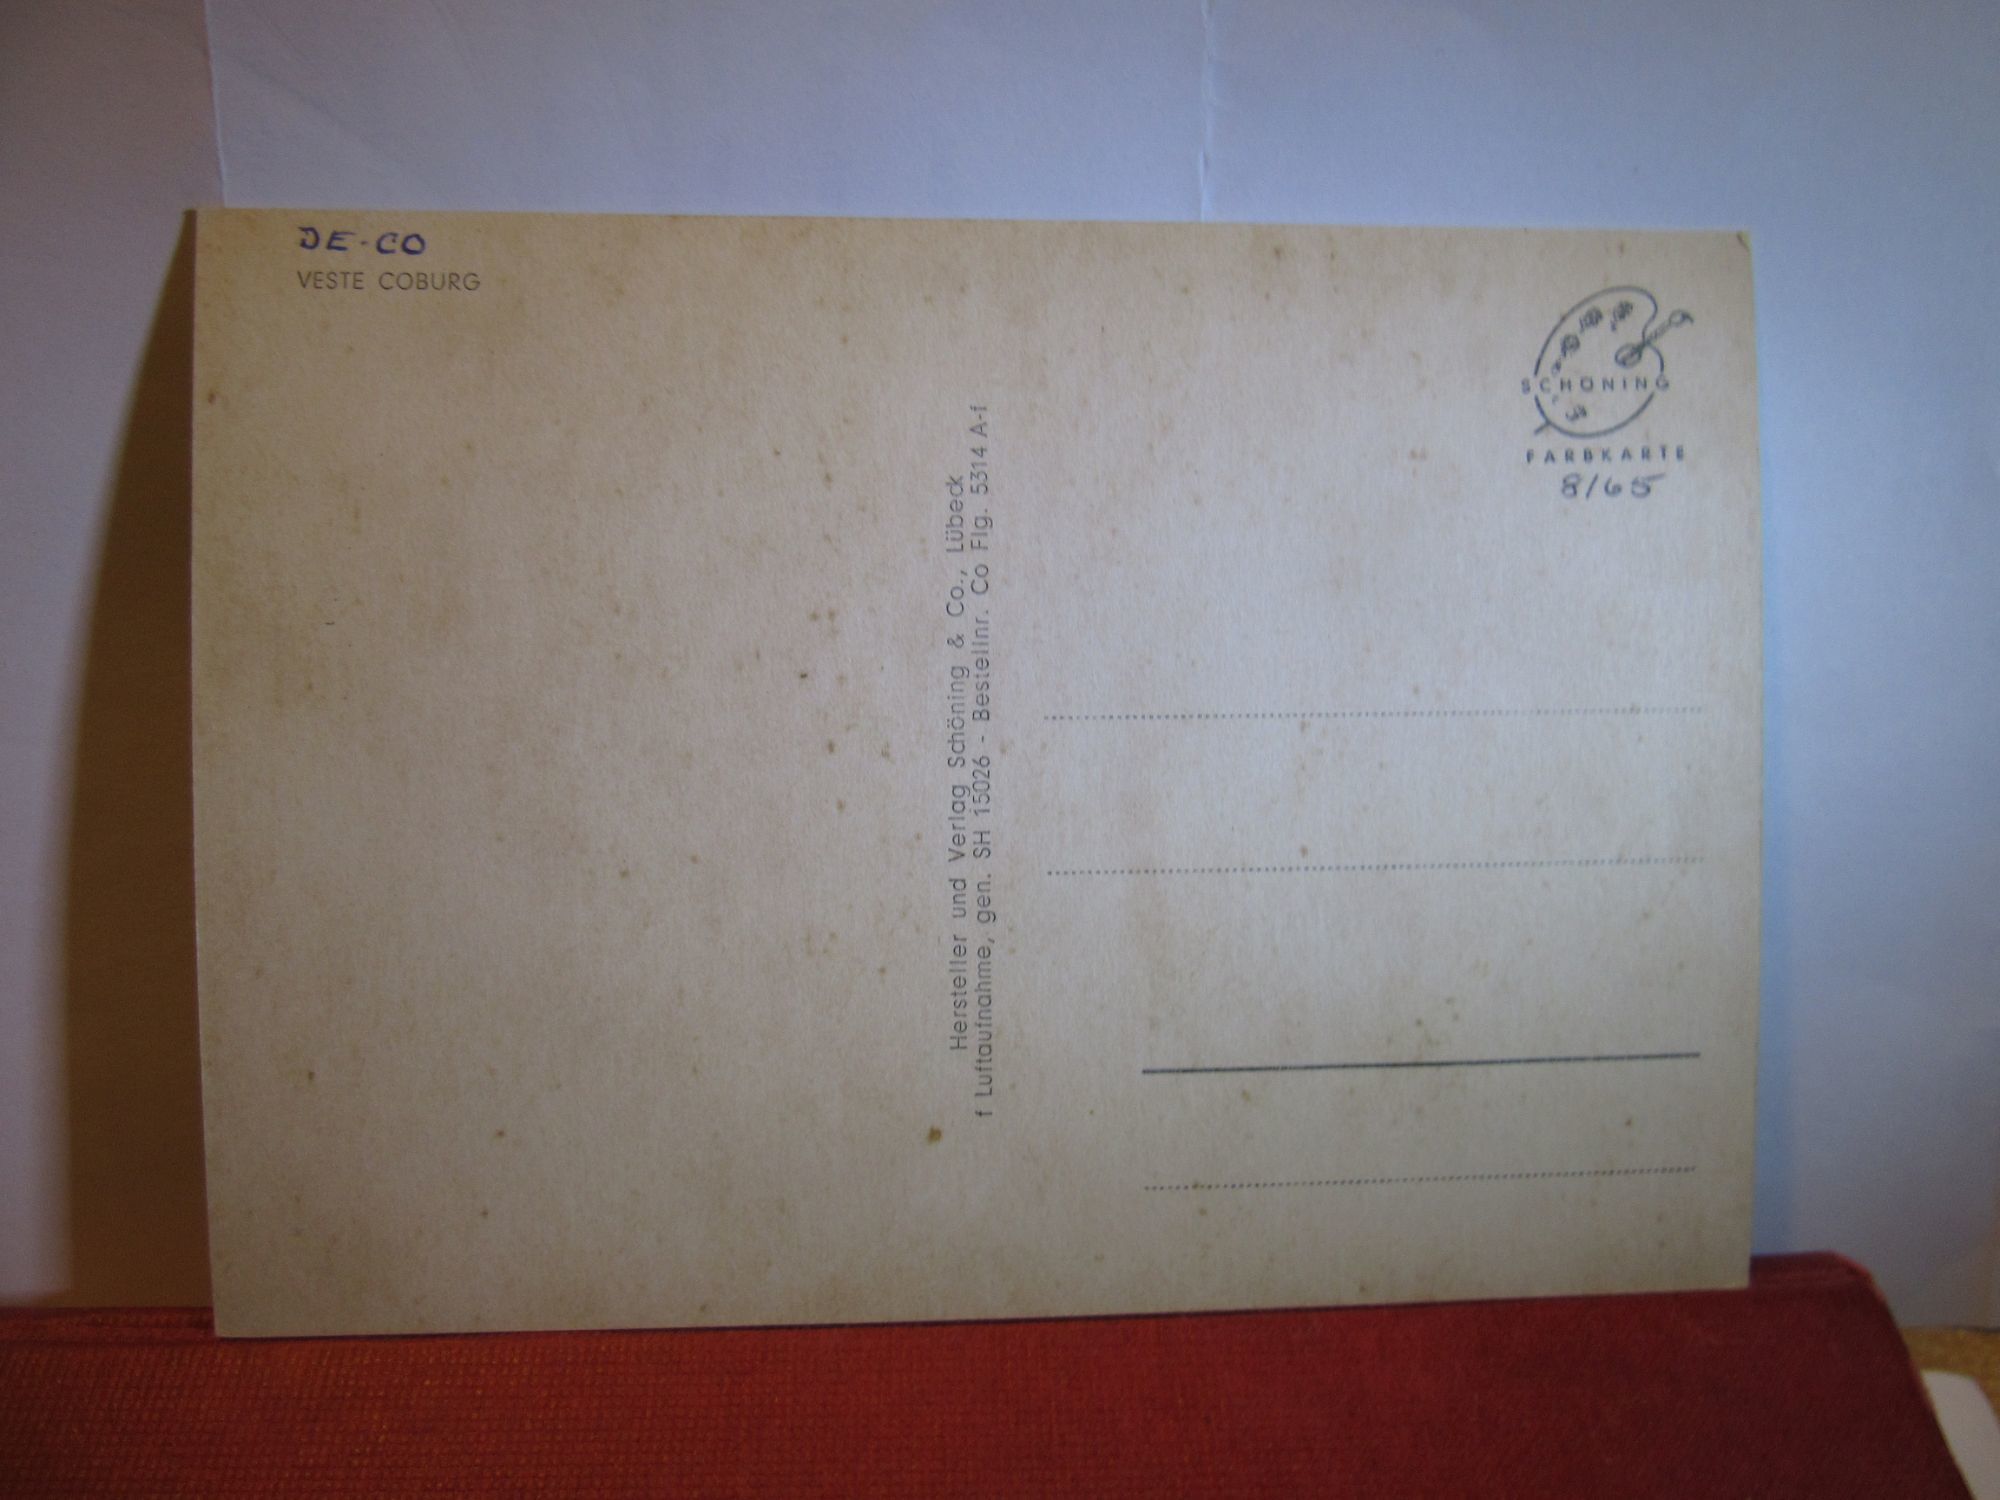 DE-CO
VESTE COBURG
SCHÖNING
FARBKARTE
8/65
Hersteller und Verlag Schöning & Co., Lübeck
f Luftaufnahme, gen. SH 15026 - Bestellnr. Co Flg. 5314 A-f